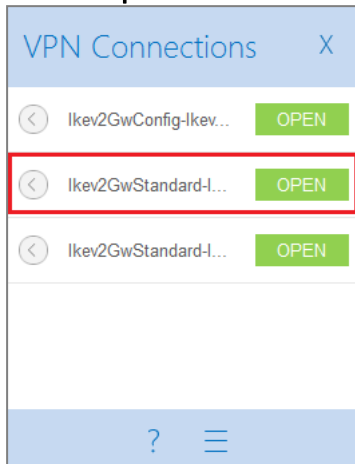 VPN Connections X
Ikev2GwConfig-Ikev... OPEN
Ikev2GwStandard-I... OPEN
Ikev2GwStandard-I... OPEN
?